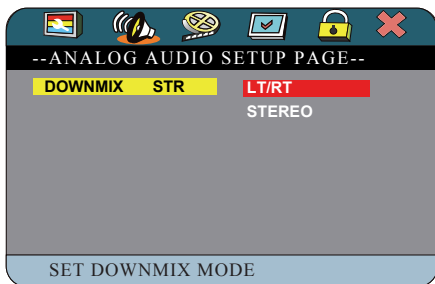 --ANALOG AUDIO SETUP PAGE--
DOWNMIX STR LT/RT
STEREO
SET DOWNMIX MODE